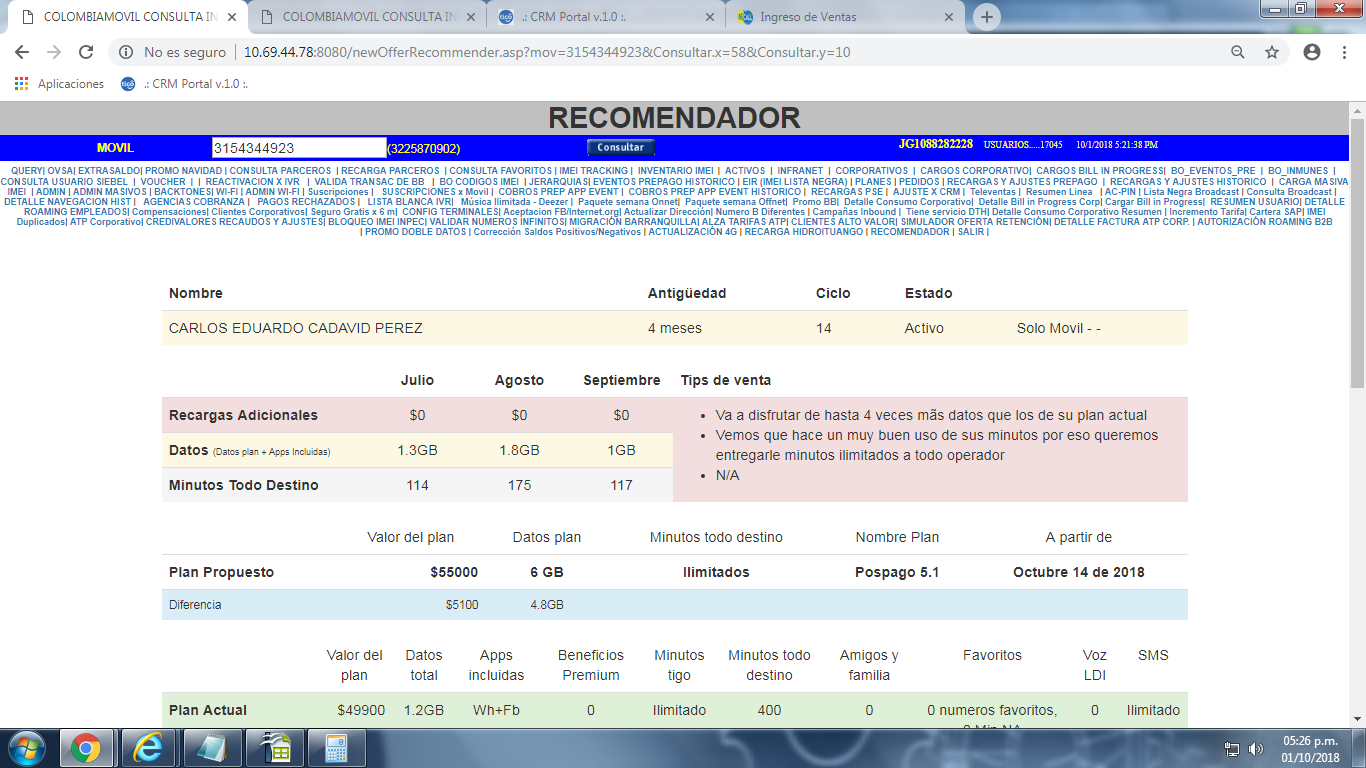 COLOMBIAMOVIL CONSULTA IN
COLOMBIAMOVIL CONSULTA IN
.: CRM Portal v.1.0 :.
Ingreso de Ventas
No es seguro | 10.69.44.78:8080/newOfferRecommender.asp?mov=3154344923&Consultar.x=58&Consultar.y=10
Aplicaciones
tigo .: CRM Portal v.1.0 :.
RECOMENDADOR
MOVIL 3154344923 (3225870902) Consultar JG1088282228 USUARIOS.....17045 10/1/2018 5:21:38 PM
QUERY| OVSA| EXTRASALDO| PROMO NAVIDAD | CONSULTA PARCEROS | RECARGA PARCEROS | CONSULTA FAVORITOS | IMEI TRACKING | INVENTARIO IMEI | ACTIVOS | INFRANET | CORPORATIVOS | CARGOS CORPORATIVO| CARGOS BILL IN PROGRESS| BO_EVENTOS_PRE | BO_INMUNES |
CONSULTA USUARIO SIEBEL | VOUCHER | | REACTIVACION X IVR | VALIDA TRANSAC DE BB | BO CODIGOS IMEI | JERARQUIAS| EVENTOS PREPAGO HISTORICO | EIR (IMEI LISTA NEGRA) | PLANES | PEDIDOS | RECARGAS Y AJUSTES PREPAGO | RECARGAS Y AJUSTES HISTORICO | CARGA MASIVA
IMEI | ADMIN | ADMIN MASIVOS | BACKTONES| WI-FI | ADMIN WI-FI | Suscripciones | SUSCRIPCIONES x Movil | COBROS PREP APP EVENT | COBROS PREP APP EVENT HISTORICO | RECARGAS PSE | AJUSTE X CRM | Televentas | Resumen Linea | AC-PIN | Lista Negra Broadcast | Consulta Broadcast |
DETALLE NAVEGACION HIST | AGENCIAS COBRANZA | PAGOS RECHAZADOS | LISTA BLANCA IVR| Música Ilimitada - Deezer | Paquete semana Onnet| Paquete semana Offnet| Promo BB| Detalle Consumo Corporativo| Detalle Bill in Progress Corp| Cargar Bill in Progress| RESUMEN USUARIO| DETALLE
ROAMING EMPLEADOS| Compensaciones| Clientes Corporativos| Seguro Gratis x 6 m| CONFIG TERMINALES| Aceptacion FB/Internet.org| Actualizar Dirección| Numero B Diferentes | Campañas Inbound | Tiene servicio DTH| Detalle Consumo Corporativo Resumen | Incremento Tarifa| Cartera SAP| IMEI
Duplicados| ATP Corporativo| CREDIVALORES RECAUDOS Y AJUSTES| BLOQUEO IMEI INPEC| VALIDAR NUMEROS INFINITOS| MIGRACIÓN BARRANQUILLA| ALZA TARIFAS ATP| CLIENTES ALTO VALOR| SIMULADOR OFERTA RETENCIÓN| DETALLE FACTURA ATP CORP. | AUTORIZACIÓN ROAMING B2B
| PROMO DOBLE DATOS | Corrección Saldos Positivos/Negativos | ACTUALIZACIÓN 4G | RECARGA HIDROITUANGO | RECOMENDADOR | SALIR |
Nombre Antigüedad Ciclo Estado
CARLOS EDUARDO CADAVID PEREZ 4 meses 14 Activo Solo Movil - -
Julio Agosto Septiembre Tips de venta
Recargas Adicionales $0 $0 $0
Datos (Datos plan + Apps Incluidas) 1.3GB 1.8GB 1GB
Minutos Todo Destino 114 175 117
• Va a disfrutar de hasta 4 veces mãs datos que los de su plan actual
• Vemos que hace un muy buen uso de sus minutos por eso queremos
entregarle minutos ilimitados a todo operador
• N/A
Valor del plan Datos plan Minutos todo destino Nombre Plan A partir de
Plan Propuesto $55000 6 GB Ilimitados Pospago 5.1 Octubre 14 de 2018
Diferencia $5100 4.8GB
Valor del plan Datos total Apps incluidas Beneficios Premium Minutos tigo Minutos todo destino Amigos y familia Favoritos Voz LDI SMS
Plan Actual $49900 1.2GB Wh+Fb 0 Ilimitado 400 0 0 numeros favoritos, 0 Ilimitado
05:26 p.m.
01/10/2018